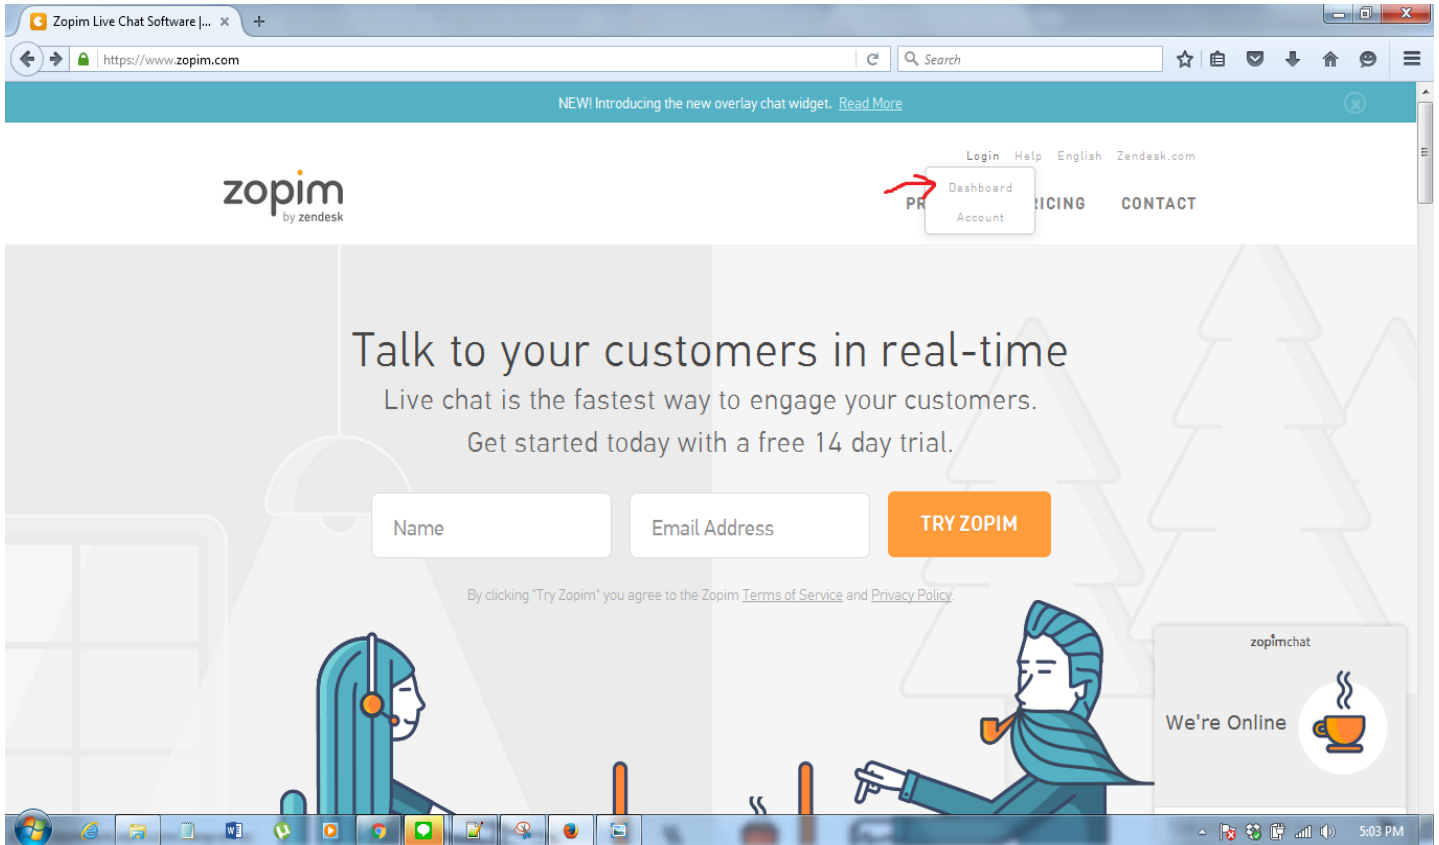 Zopim Live Chat Software |...
https://www.zopim.com
Search
NEW! Introducing the new overlay chat widget. Read More
Login Help English Zendesk.com
Dashboard
Account
zopim
by zendesk
PR RICING CONTACT
Talk to your customers in real-time
Live chat is the fastest way to engage your customers.
Get started today with a free 14 day trial.
Name
Email Address
TRY ZOPIM
By clicking "Try Zopim" you agree to the Zopim Terms of Service and Privacy Policy.
zopimchat
We're Online
5:03 PM